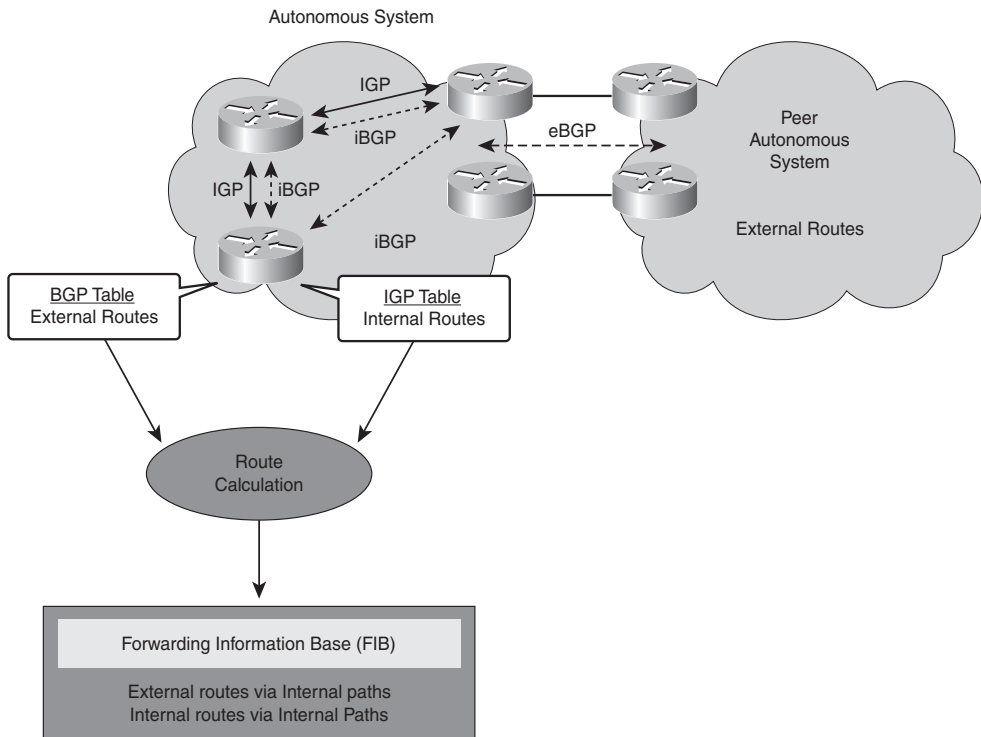 Autonomous System
IGP
iBGP
eBGP
Peer
Autonomous
System
IGP
iBGP
External Routes
iBGP
BGP Table
External Routes
IGP Table
Internal Routes
Route
Calculation
Forwarding Information Base (FIB)
External routes via Internal paths
Internal routes via Internal Paths